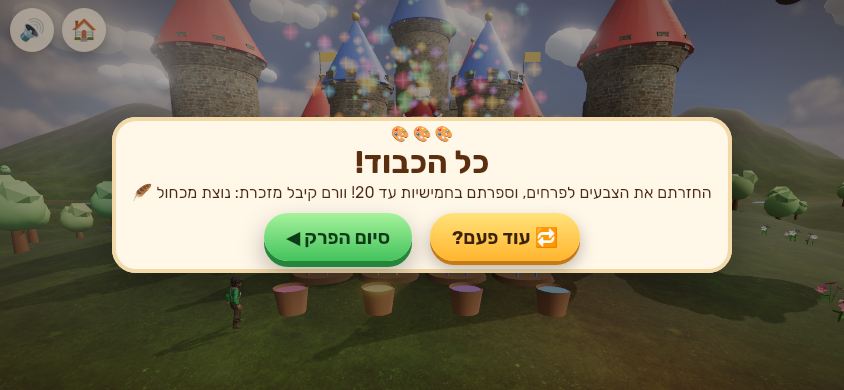 כל הכבוד!
החזרתם את הצבעים לפרחים, וספרתם בחמישיות עד 20! וורם קיבל מזכרת: נוצת מכחול 🪶
🔁 עוד פעם?
סיום הפרק ◀